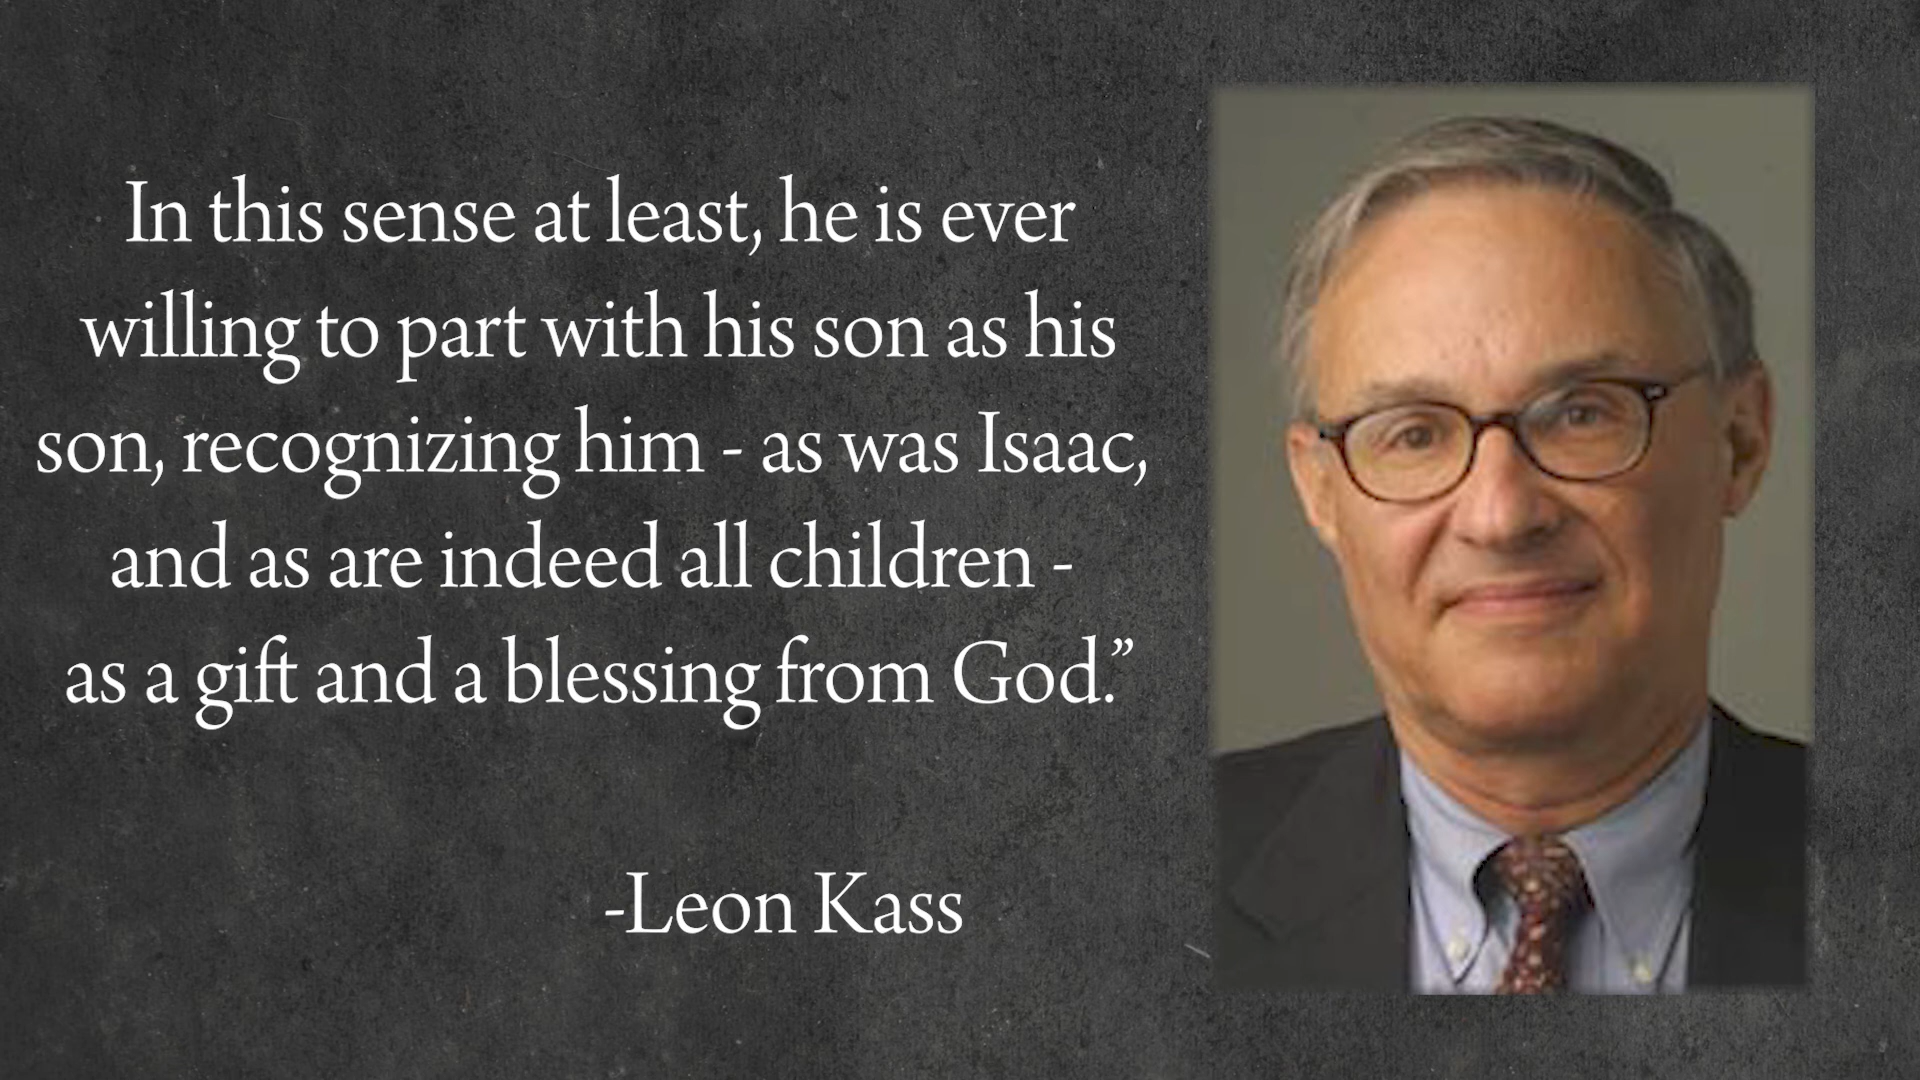 In this sense at least, he is ever
willing to part with his son as his
son, recognizing him - as was Isaac,
and as are indeed all children -
as a gift and a blessing from God.”
-Leon Kass